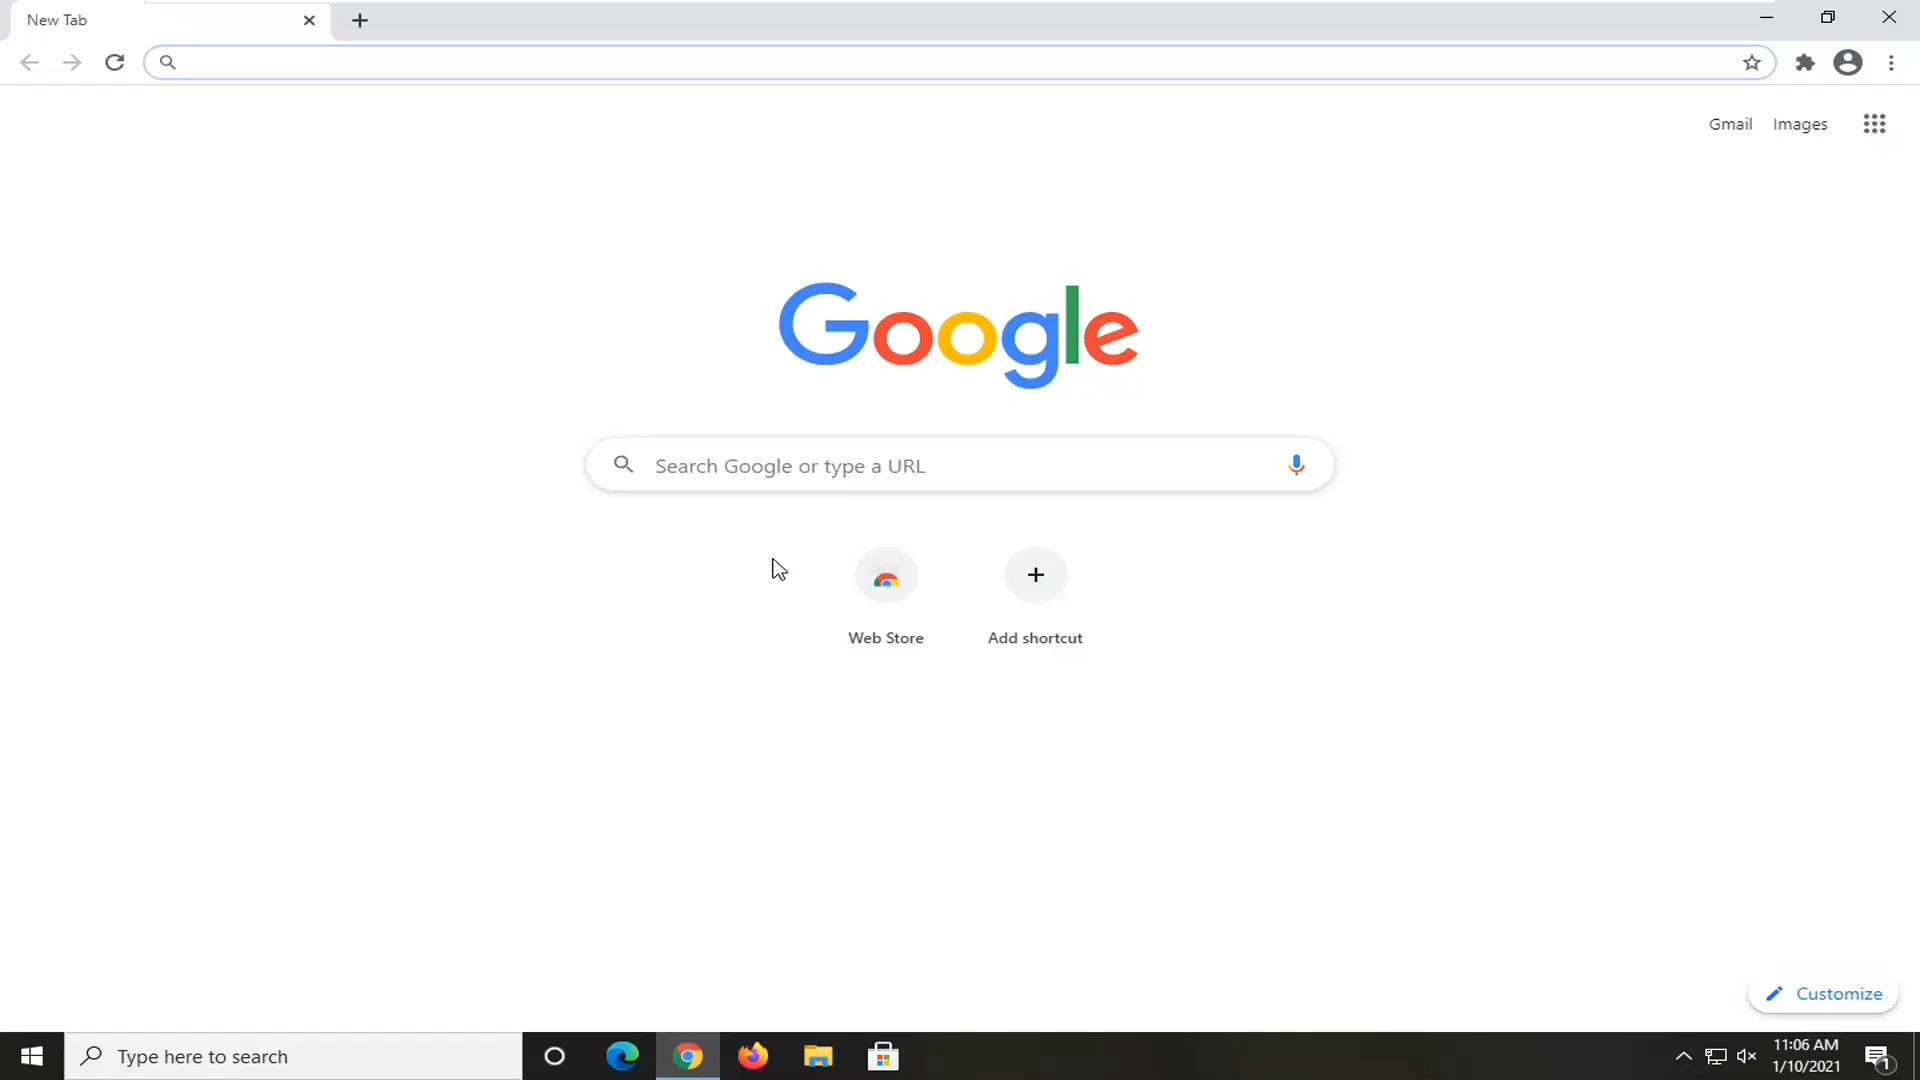 New Tab
Gmail Images
Google
Search Google or type a URL
Web Store Add shortcut
Customize
Type here to search
11:06 AM
1/10/2021
1